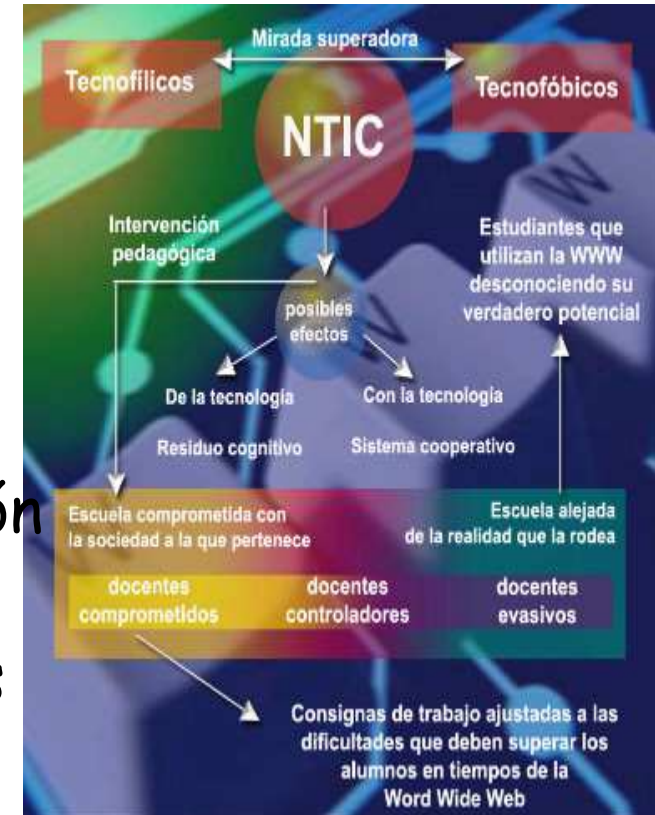 Mirada superadora
Tecnofílicos
Tecnofóbicos
NTIC
Intervención
pedagógica
Estudiantes que
utilizan la WWW
desconociendo su
verdadero potencial
posibles
efectos
De la tecnología
Con la tecnología
Residuo cognitivo
Sistema cooperativo
ón
Escuela comprometida con
la sociedad a la que pertenece
Escuela alejada
de la realidad que la rodea
docentes
comprometidos
docentes
controladores
docentes
evasivos
s
Consignas de trabajo ajustadas a las
dificultades que deben superar los
alumnos en tiempos de la
Word Wide Web
W
W
W